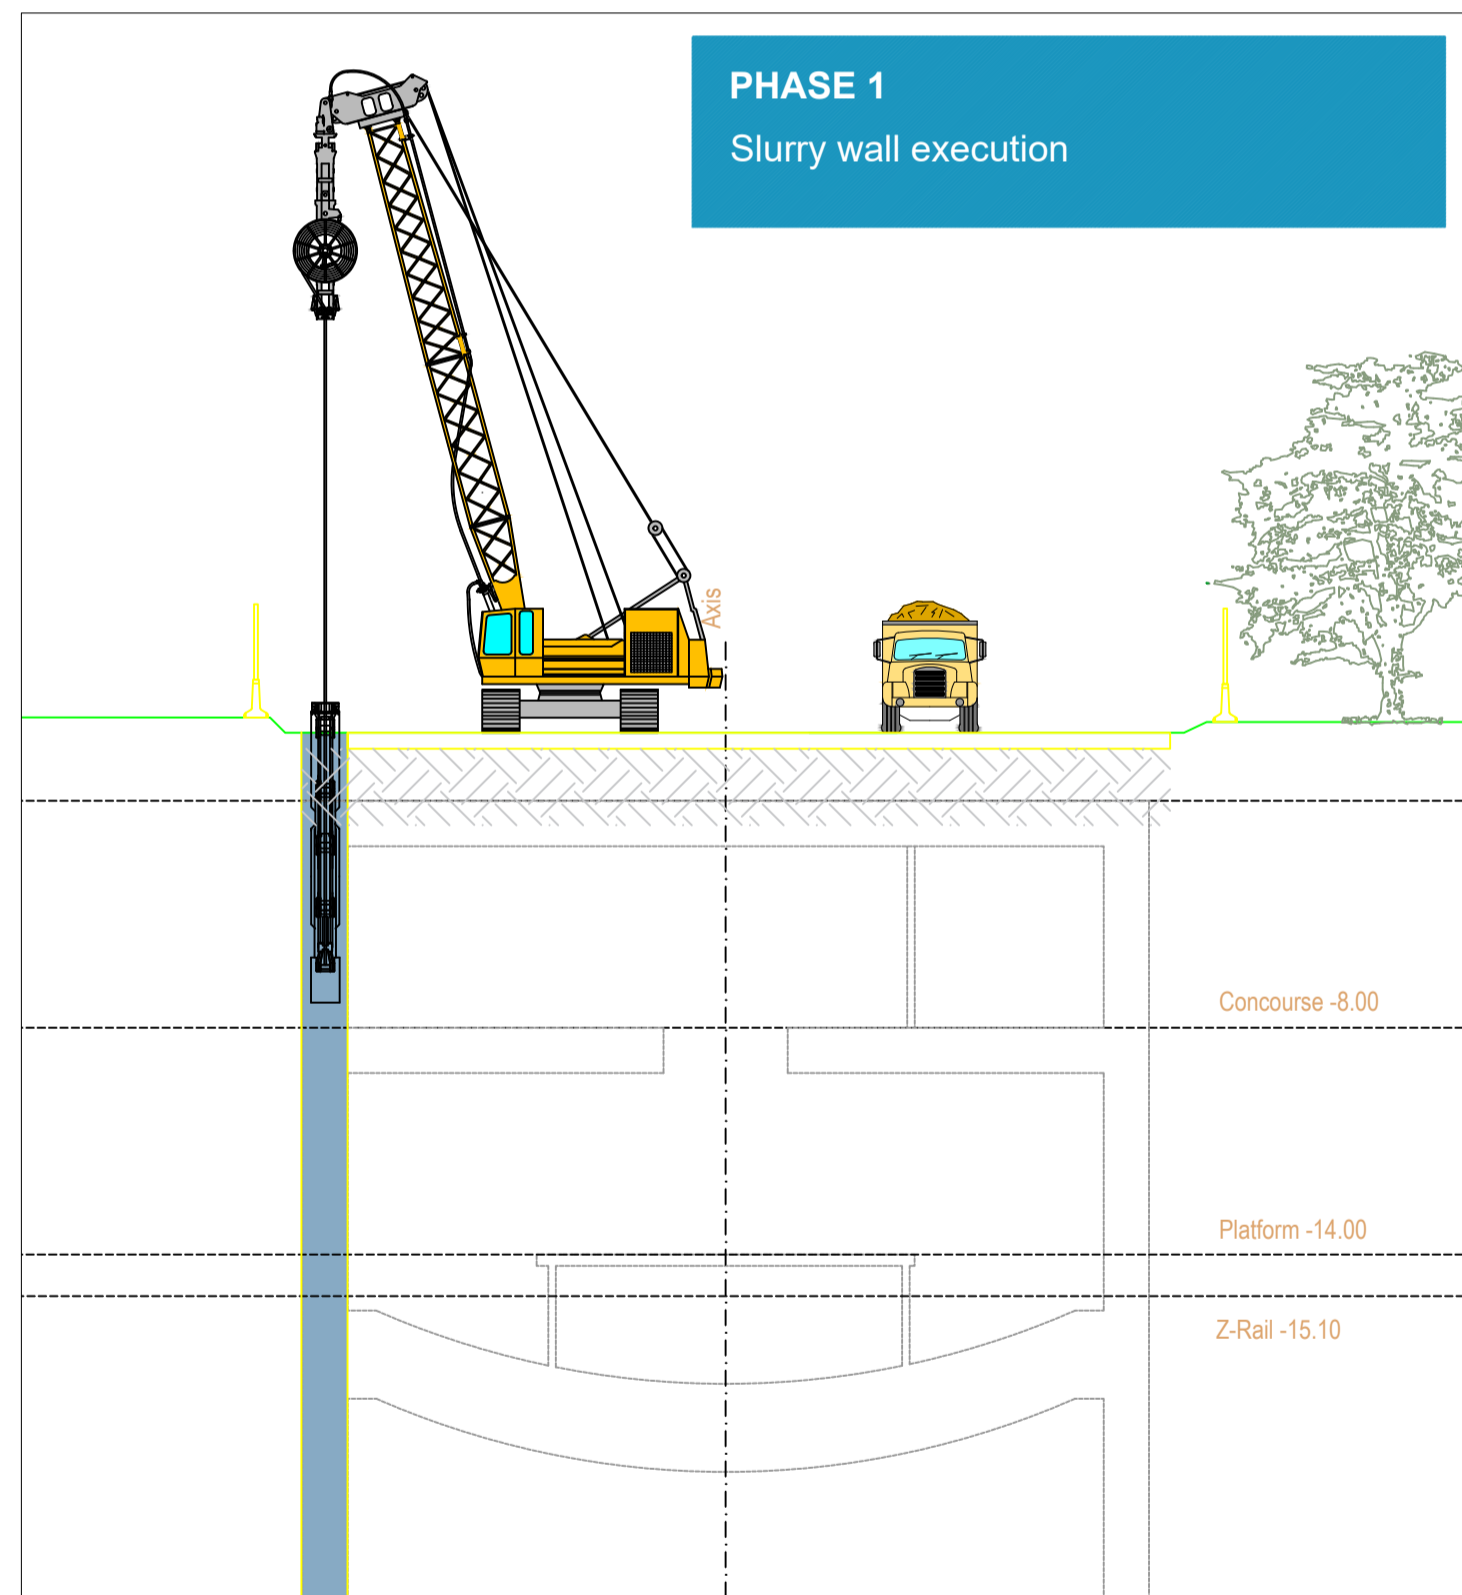 PHASE 1
Slurry wall execution
Axis
Concourse -8.00
Platform -14.00
Z-Rail -15.10